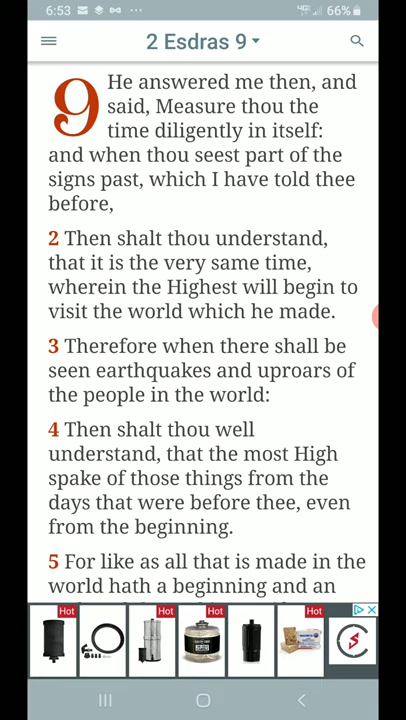 6:53
66%
2 Esdras 9
9 He answered me then, and
said, Measure thou the
time diligently in itself:
and when thou seest part of the
signs past, which I have told thee
before,
2 Then shalt thou understand,
that it is the very same time,
wherein the Highest will begin to
visit the world which he made.
3 Therefore when there shall be
seen earthquakes and uproars of
the people in the world:
4 Then shalt thou well
understand, that the most High
spake of those things from the
days that were before thee, even
from the beginning.
5 For like as all that is made in the
world hath a beginning and an
Hot Hot Hot Hot